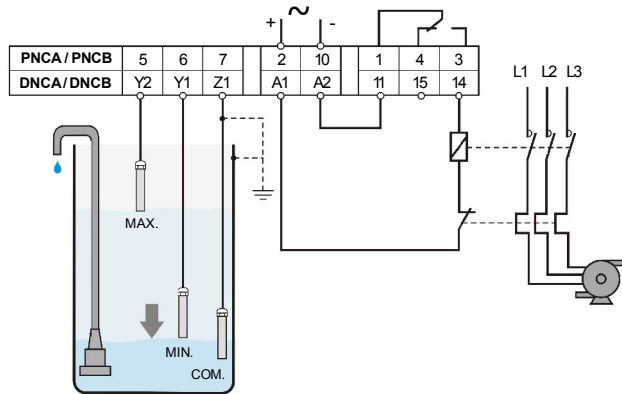 + ~ -
PNCA / PNCB 5 6 7 2 10 1 4 3
DNCA/DNCB Y2 Y1 Z1 A1 A2 11 15 14
L1 L2 L3
MAX.
MIN.
COM.